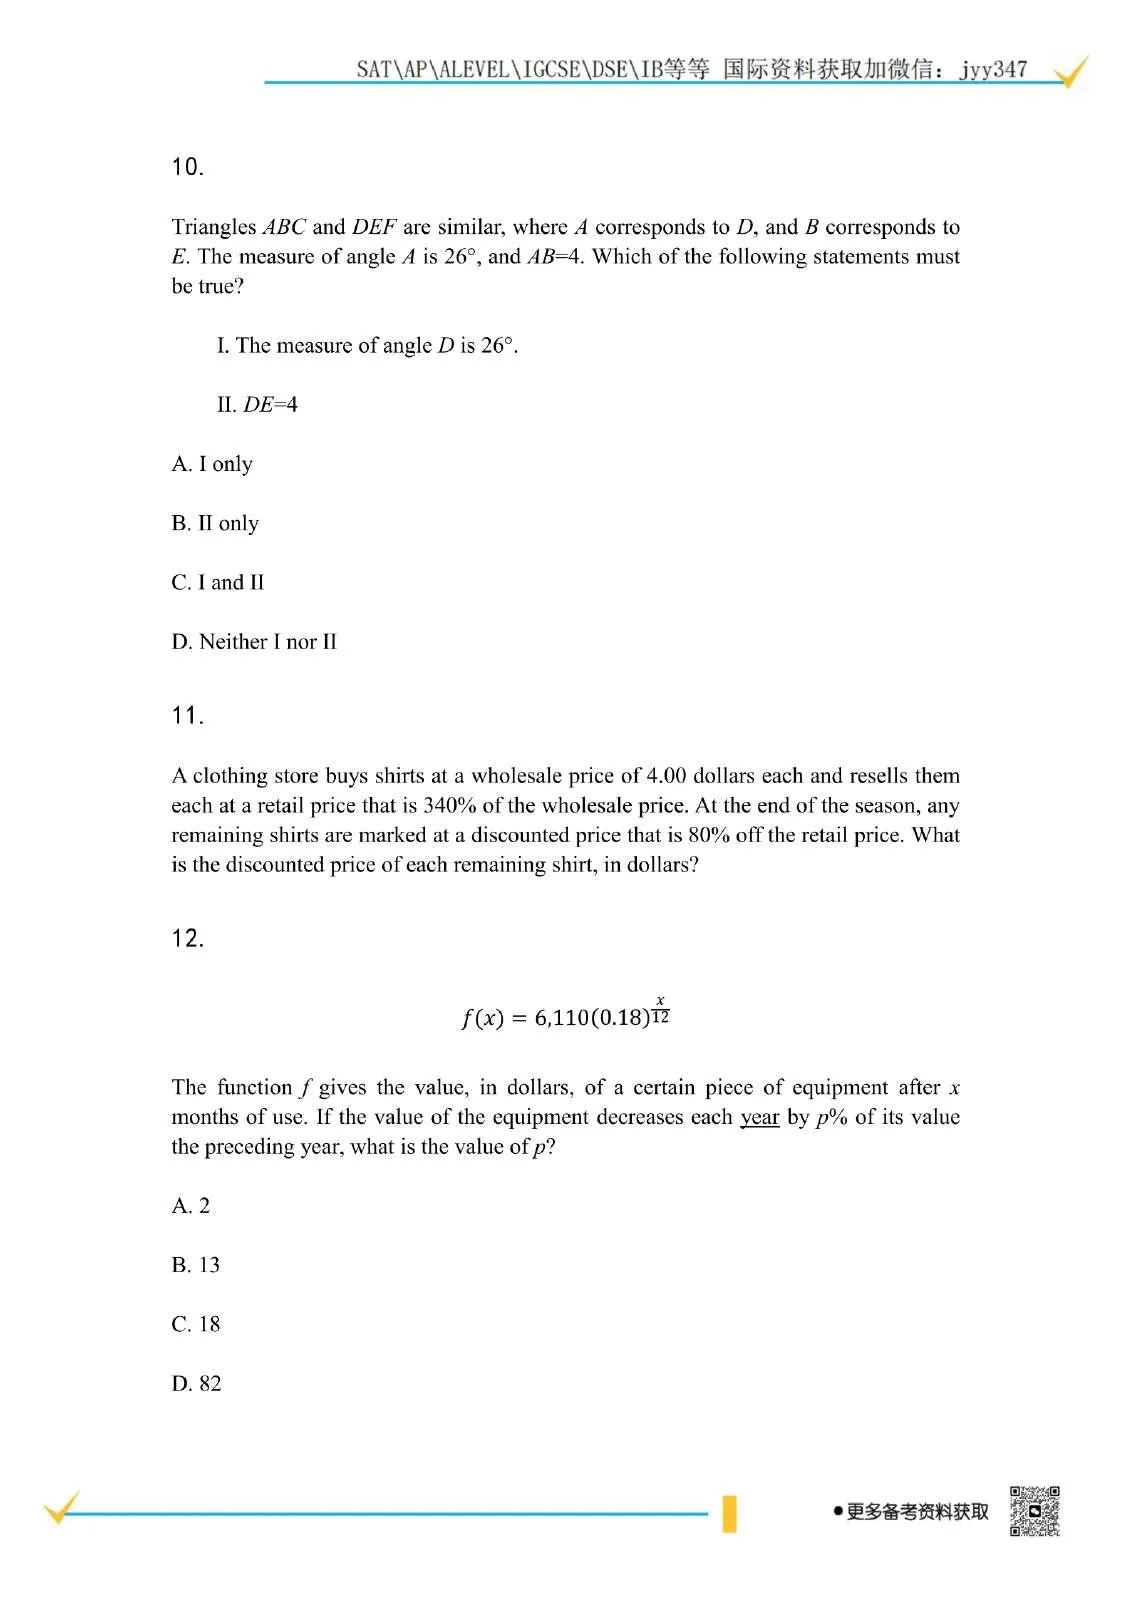 SAT\AP\ALEVEL\IGCSE\DSE\IB等等 国际资料获取加微信：jyy347
10.
Triangles ABC and DEF are similar, where A corresponds to D, and B corresponds to
E. The measure of angle A is 26°, and AB=4. Which of the following statements must
be true?
I. The measure of angle D is 26°.
II. DE=4
A. I only
B. II only
C. I and II
D. Neither I nor II
11.
A clothing store buys shirts at a wholesale price of 4.00 dollars each and resells them
each at a retail price that is 340% of the wholesale price. At the end of the season, any
remaining shirts are marked at a discounted price that is 80% off the retail price. What
is the discounted price of each remaining shirt, in dollars?
12.
f(x) = 6,110(0.18)^(x/12)
The function f gives the value, in dollars, of a certain piece of equipment after x
months of use. If the value of the equipment decreases each year by p% of its value
the preceding year, what is the value of p?
A. 2
B. 13
C. 18
D. 82
●更多备考资料获取